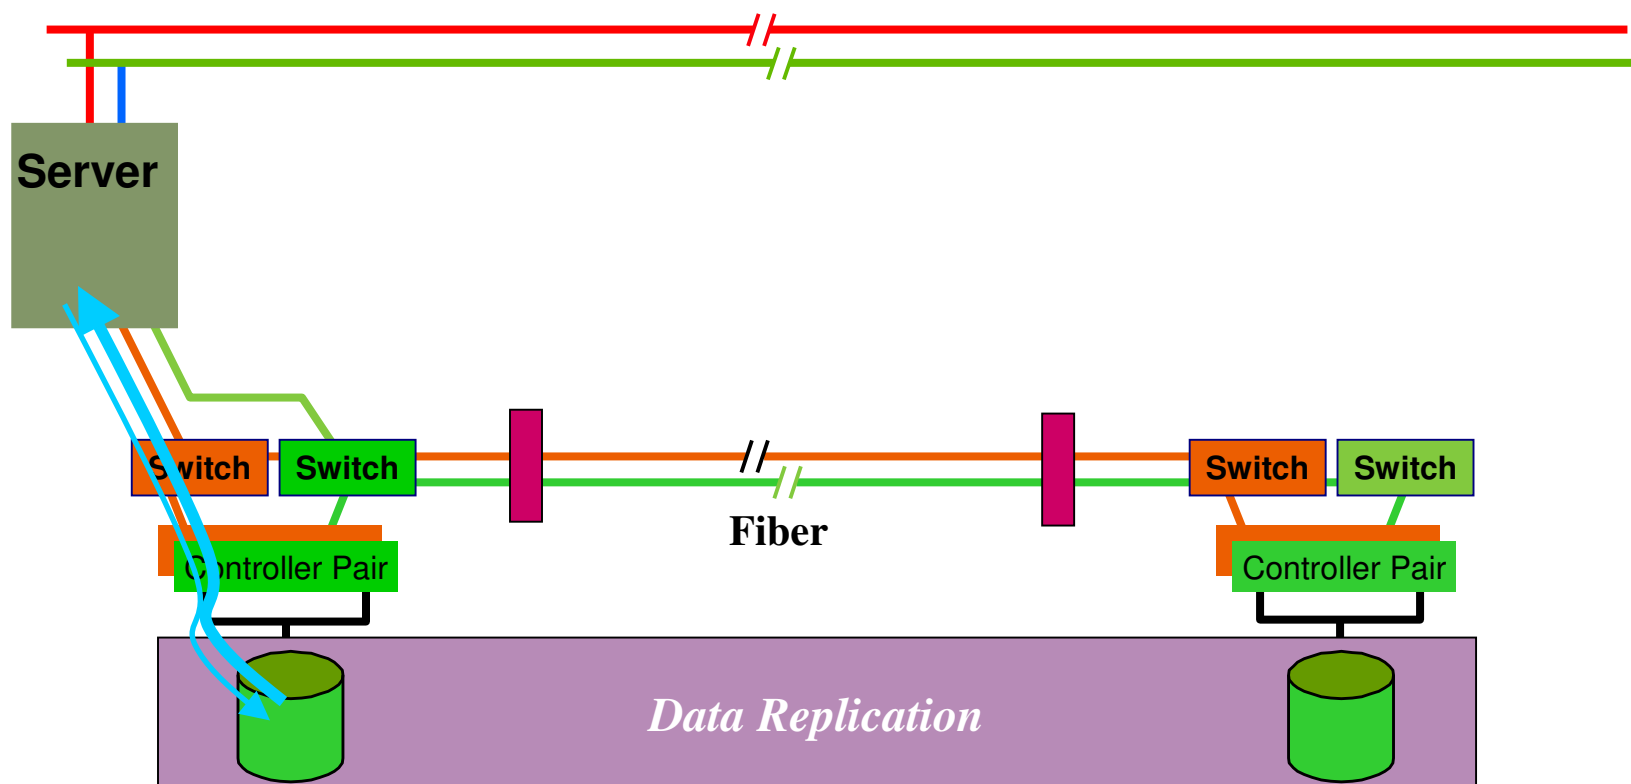 Server
Switch
Switch
Switch
Switch
Fiber
Controller Pair
Controller Pair
Data Replication